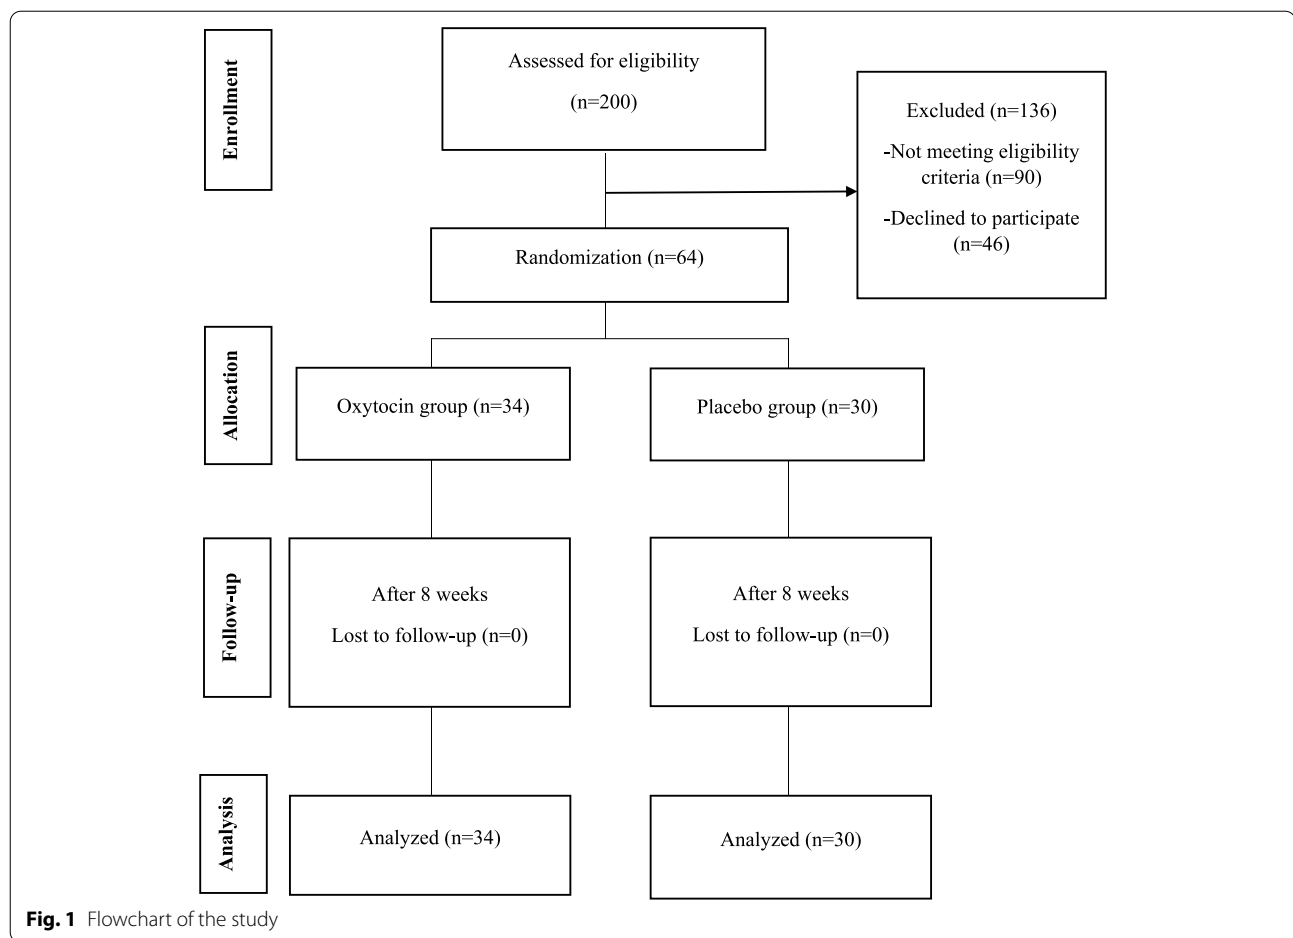 Enrollment
Assessed for eligibility
(n=200)
Excluded (n=136)
-Not meeting eligibility
criteria (n=90)
-Declined to participate
(n=46)
Randomization (n=64)
Allocation
Oxytocin group (n=34)
Placebo group (n=30)
Follow-up
After 8 weeks
Lost to follow-up (n=0)
After 8 weeks
Lost to follow-up (n=0)
Analysis
Analyzed (n=34)
Analyzed (n=30)
Fig. 1 Flowchart of the study